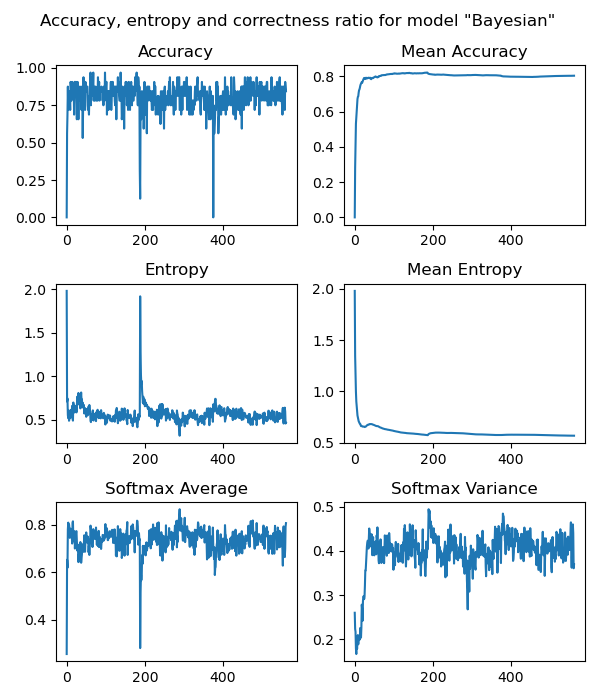 Accuracy, entropy and correctness ratio for model "Bayesian"
Accuracy
1.00
0.75
0.50
0.25
0.00
0 200 400
Mean Accuracy
0.8
0.6
0.4
0.2
0.0
0 200 400
Entropy
2.0
1.5
1.0
0.5
0 200 400
Mean Entropy
2.0
1.5
1.0
0.5
0 200 400
Softmax Average
0.8
0.6
0.4
0 200 400
Softmax Variance
0.5
0.4
0.3
0.2
0 200 400